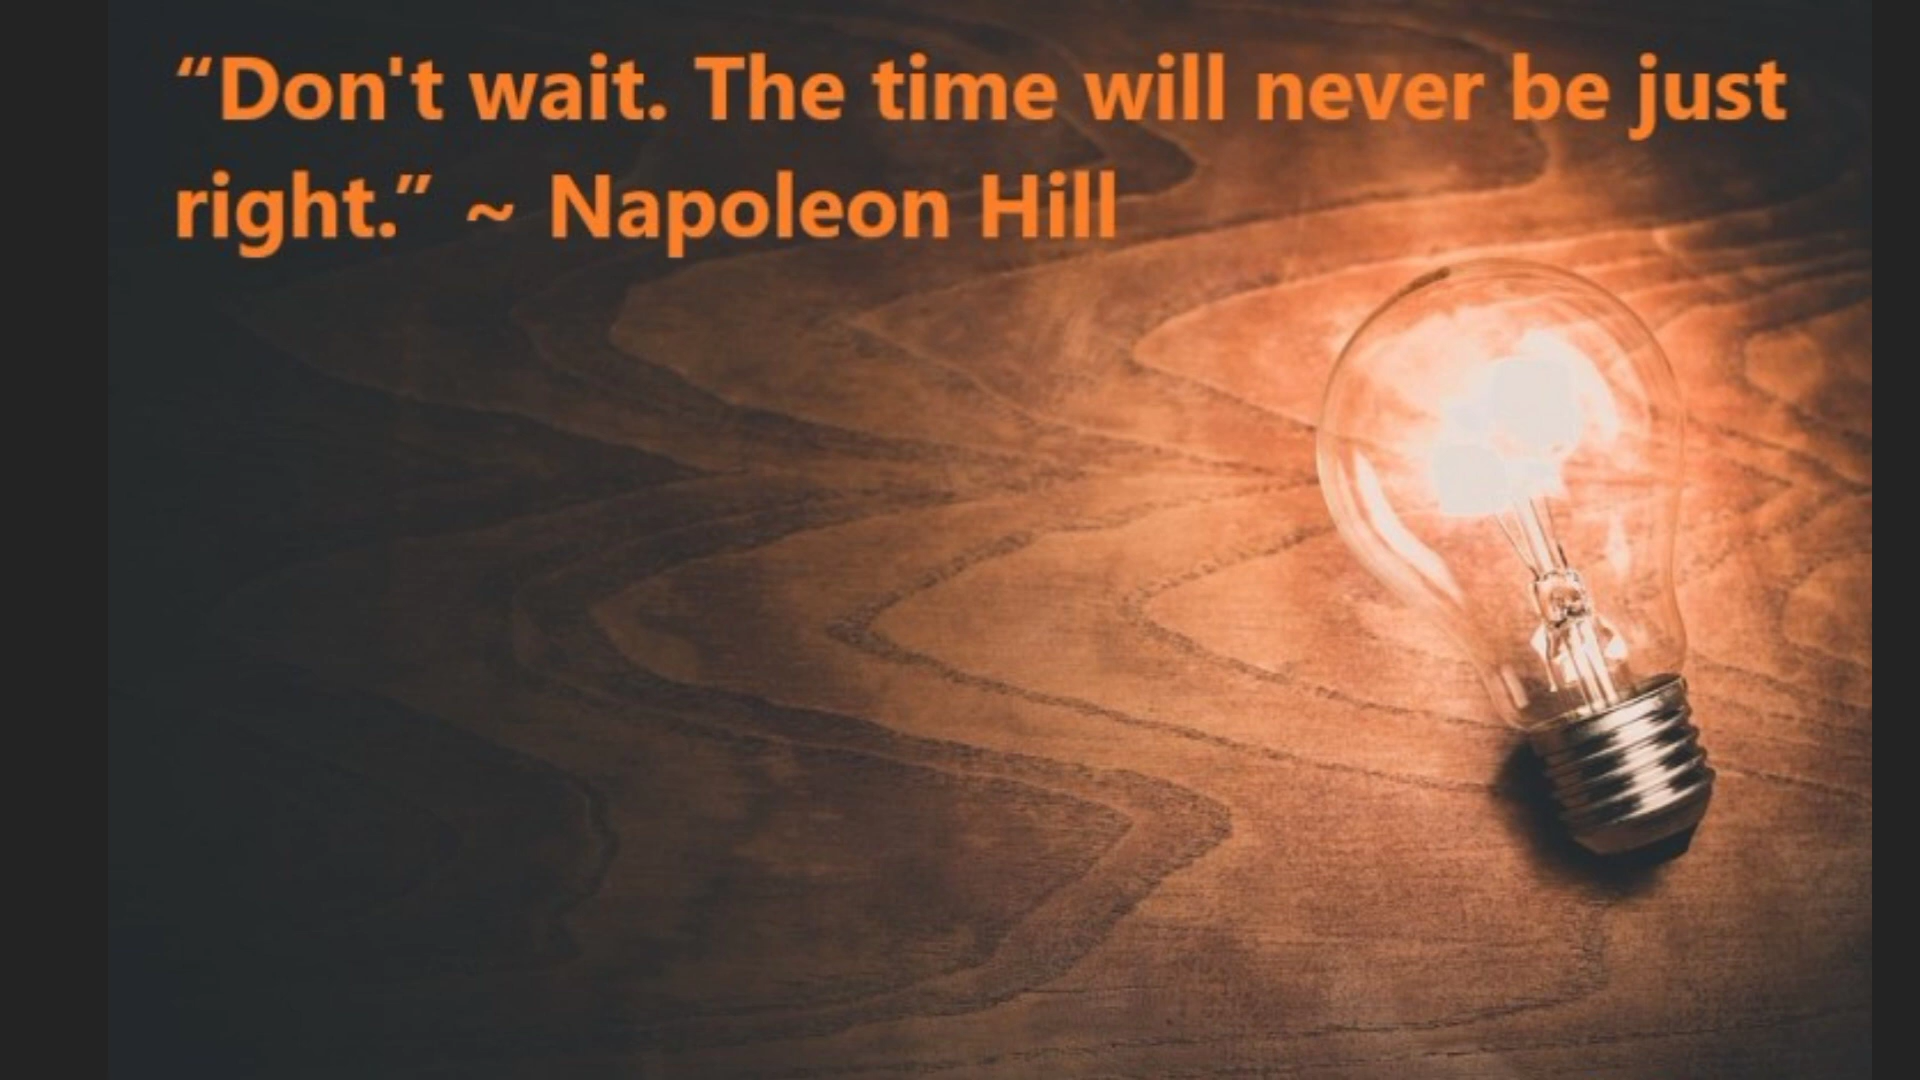 “Don't wait. The time will never be just
right.” ~ Napoleon Hill